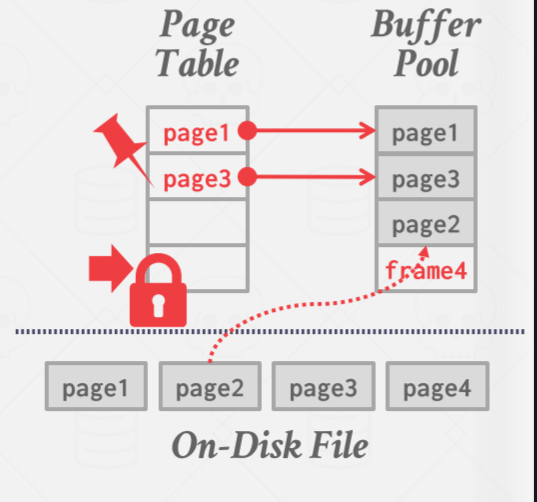 Page
Table
Buffer
Pool
page1
page3
page1
page3
page2
frame4
page1
page2
page3
page4
On-Disk File